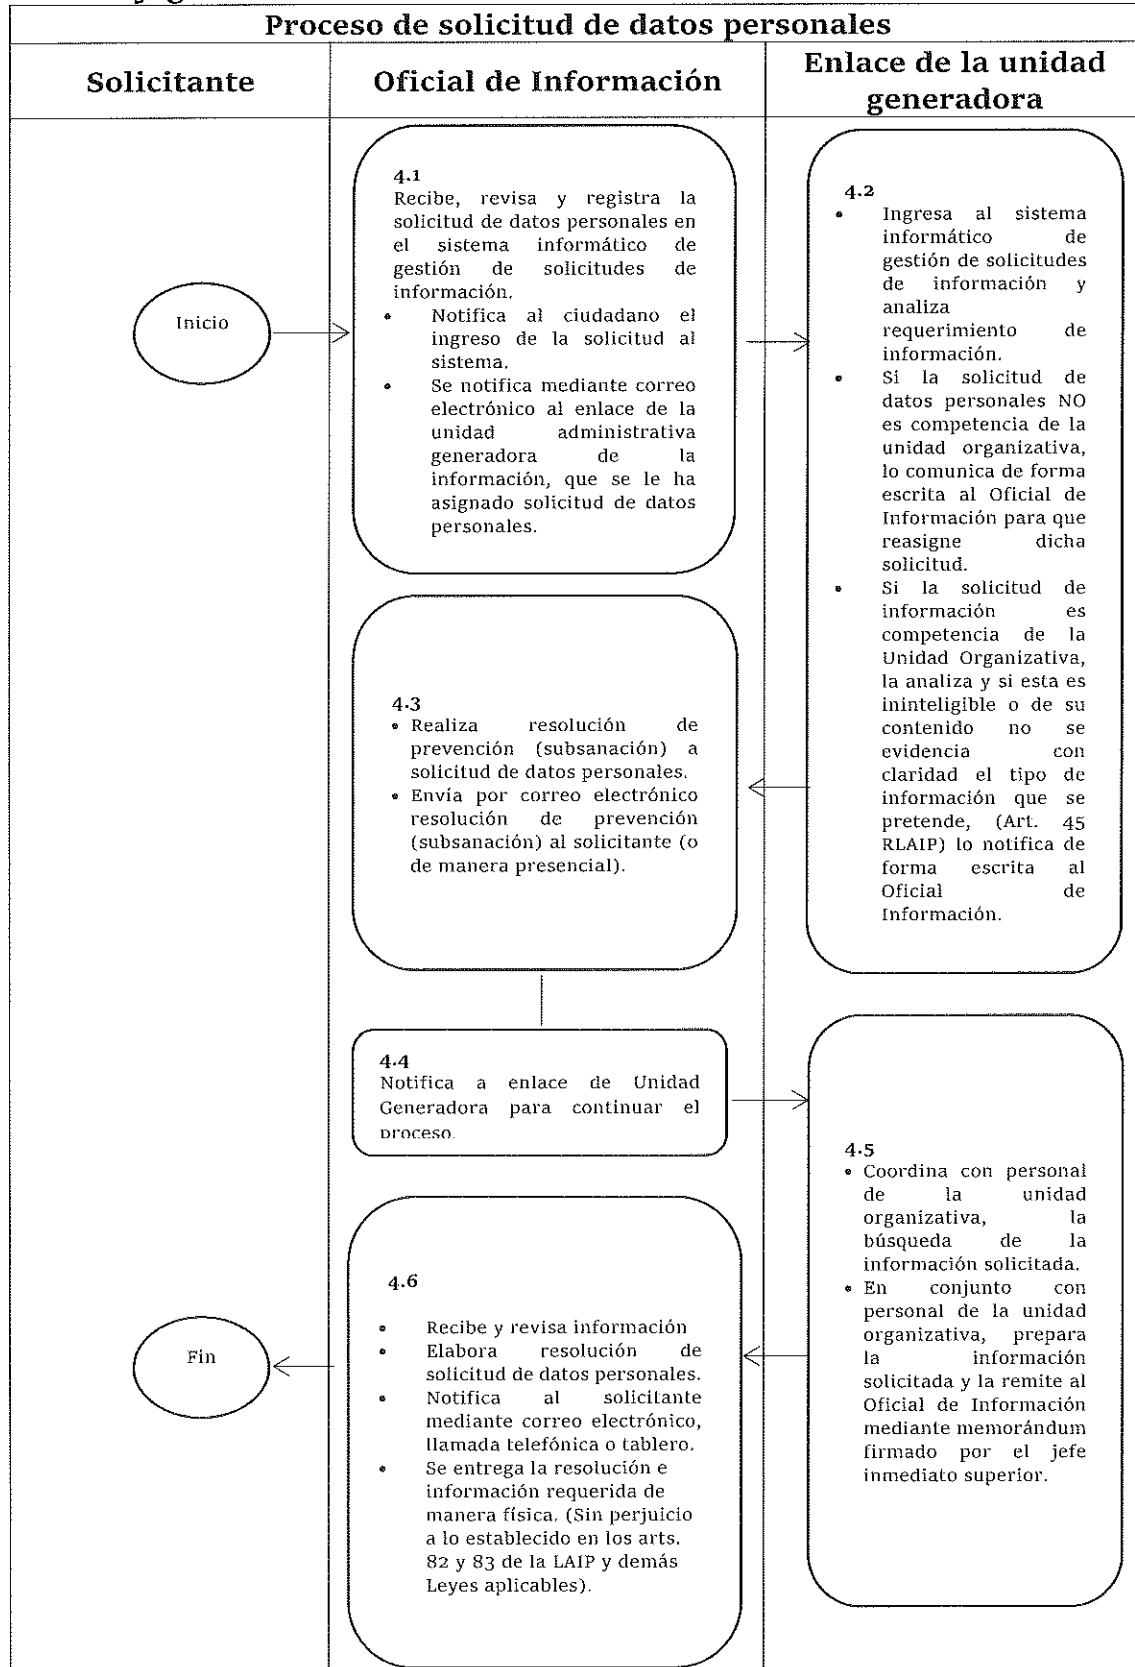 Proceso de solicitud de datos personales
Solicitante
Oficial de Información
Enlace de la unidad
generadora
Inicio
4.1
Recibe, revisa y registra la
solicitud de datos personales en
el sistema informático de
gestión de solicitudes de
información.
• Notifica al ciudadano el
ingreso de la solicitud al
sistema.
• Se notifica mediante correo
electrónico al enlace de la
unidad administrativa
generadora de la
información, que se le ha
asignado solicitud de datos
personales.
4.2
• Ingresa al sistema
informático de
gestión de solicitudes
de información y
analiza
requerimiento de
información.
• Si la solicitud de
datos personales NO
es competencia de la
unidad organizativa,
lo comunica de forma
escrita al Oficial de
Información para que
reasigne dicha
solicitud.
• Si la solicitud de
información es
competencia de la
Unidad Organizativa,
la analiza y si esta es
ininteligible o de su
contenido no se
evidencia con
claridad el tipo de
información que se
pretende, (Art. 45
RLAIP) lo notifica de
forma escrita al
Oficial de
Información.
4.3
• Realiza resolución de
prevención (subsanación) a
solicitud de datos personales.
• Envía por correo electrónico
resolución de prevención
(subsanación) al solicitante (o
de manera presencial).
4.4
Notifica a enlace de Unidad
Generadora para continuar el
proceso.
4.5
• Coordina con personal
de la unidad
organizativa, la
búsqueda de la
información solicitada.
• En conjunto con
personal de la unidad
organizativa, prepara
la información
solicitada y la remite al
Oficial de Información
mediante memorándum
firmado por el jefe
inmediato superior.
4.6
• Recibe y revisa información
• Elabora resolución de
solicitud de datos personales.
• Notifica al solicitante
mediante correo electrónico,
llamada telefónica o tablero.
• Se entrega la resolución e
información requerida de
manera física. (Sin perjuicio
a lo establecido en los arts.
82 y 83 de la LAIP y demás
Leyes aplicables).
Fin